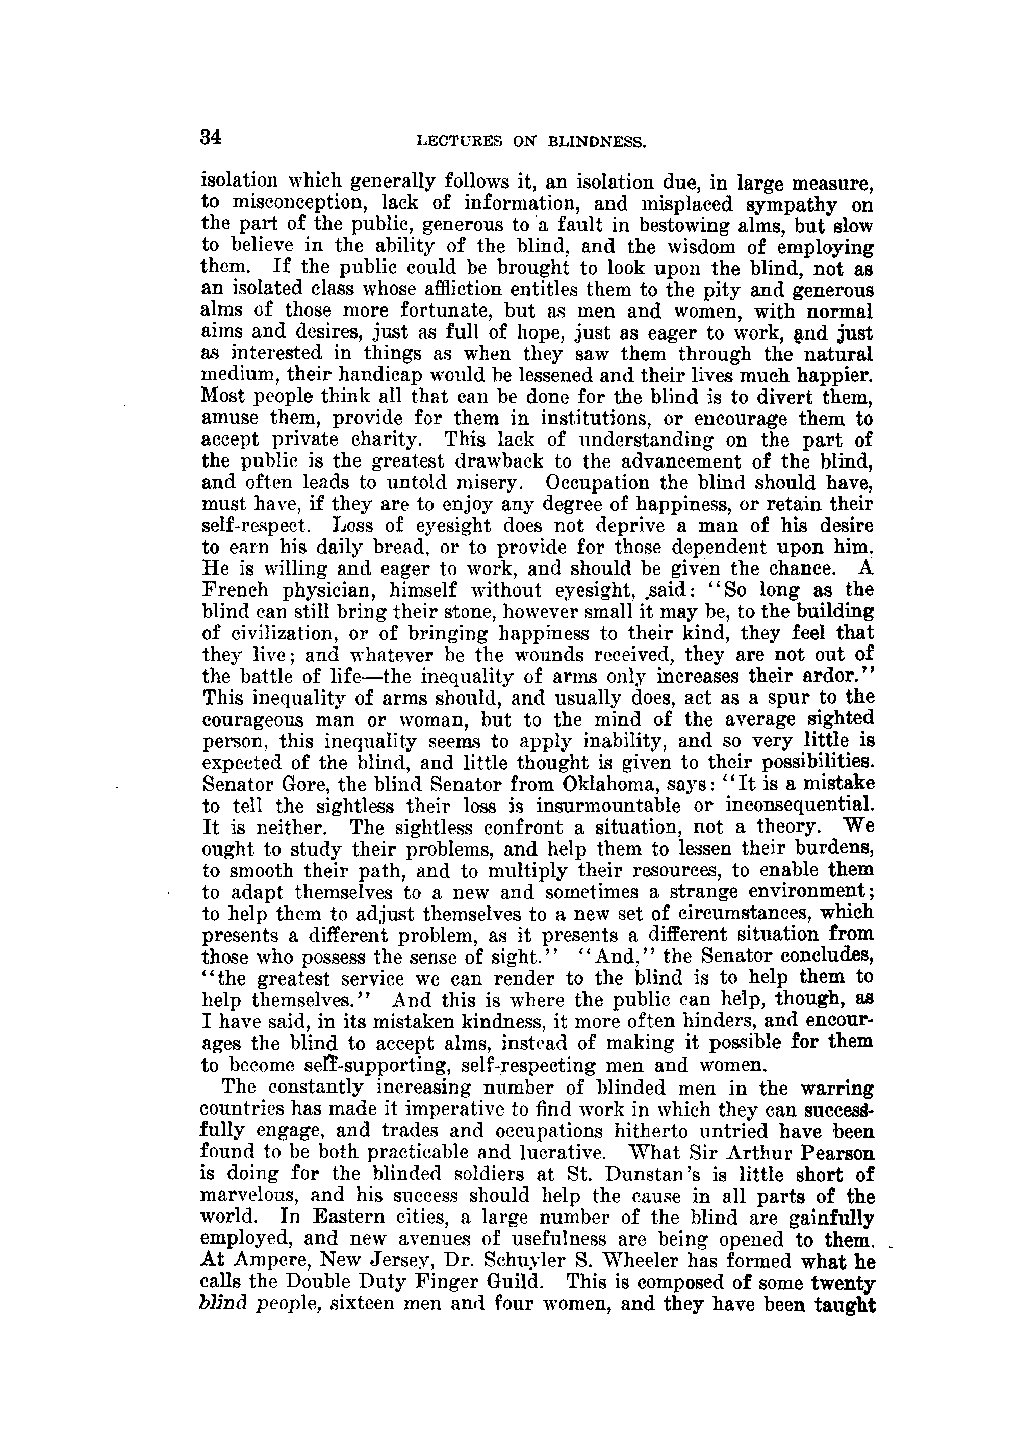 34 LECTURES ON BLINDNESS.
isolation which generally follows it, an isolation due, in large measure,
to misconception, lack of information, and misplaced sympathy on
the part of the public, generous to a fault in bestowing alms, but slow
to believe in the ability of the blind, and the wisdom of employing
them. If the public could be brought to look upon the blind, not as
an isolated class whose affliction entitles them to the pity and generous
alms of those more fortunate, but as men and women, with normal
aims and desires, just as full of hope, just as eager to work, and just
as interested in things as when they saw them through the natural
medium, their handicap would be lessened and their lives much happier.
Most people think all that can be done for the blind is to divert them,
amuse them, provide for them in institutions, or encourage them to
accept private charity. This lack of understanding on the part of
the public is the greatest drawback to the advancement of the blind,
and often leads to untold misery. Occupation the blind should have,
must have, if they are to enjoy any degree of happiness, or retain their
self-respect. Loss of eyesight does not deprive a man of his desire
to earn his daily bread, or to provide for those dependent upon him.
He is willing and eager to work, and should be given the chance. A
French physician, himself without eyesight, said: "So long as the
blind can still bring their stone, however small it may be, to the building
of civilization, or of bringing happiness to their kind, they feel that
they live; and whatever be the wounds received, they are not out of
the battle of life—the inequality of arms only increases their ardor."
This inequality of arms should, and usually does, act as a spur to the
courageous man or woman, but to the mind of the average sighted
person, this inequality seems to apply inability, and so very little is
expected of the blind, and little thought is given to their possibilities.
Senator Gore, the blind Senator from Oklahoma, says: "It is a mistake
to tell the sightless their loss is insurmountable or inconsequential.
It is neither. The sightless confront a situation, not a theory. We
ought to study their problems, and help them to lessen their burdens,
to smooth their path, and to multiply their resources, to enable them
to adapt themselves to a new and sometimes a strange environment;
to help them to adjust themselves to a new set of circumstances, which
presents a different problem, as it presents a different situation from
those who possess the sense of sight." "And," the Senator concludes,
"the greatest service we can render to the blind is to help them to
help themselves." And this is where the public can help, though, as
I have said, in its mistaken kindness, it more often hinders, and encour-
ages the blind to accept alms, instead of making it possible for them
to become self-supporting, self-respecting men and women.
The constantly increasing number of blinded men in the warring
countries has made it imperative to find work in which they can success-
fully engage, and trades and occupations hitherto untried have been
found to be both practicable and lucrative. What Sir Arthur Pearson
is doing for the blinded soldiers at St. Dunstan's is little short of
marvelous, and his success should help the cause in all parts of the
world. In Eastern cities, a large number of the blind are gainfully
employed, and new avenues of usefulness are being opened to them.
At Ampere, New Jersey, Dr. Schuyler S. Wheeler has formed what he
calls the Double Duty Finger Guild. This is composed of some twenty
blind people, sixteen men and four women, and they have been taught